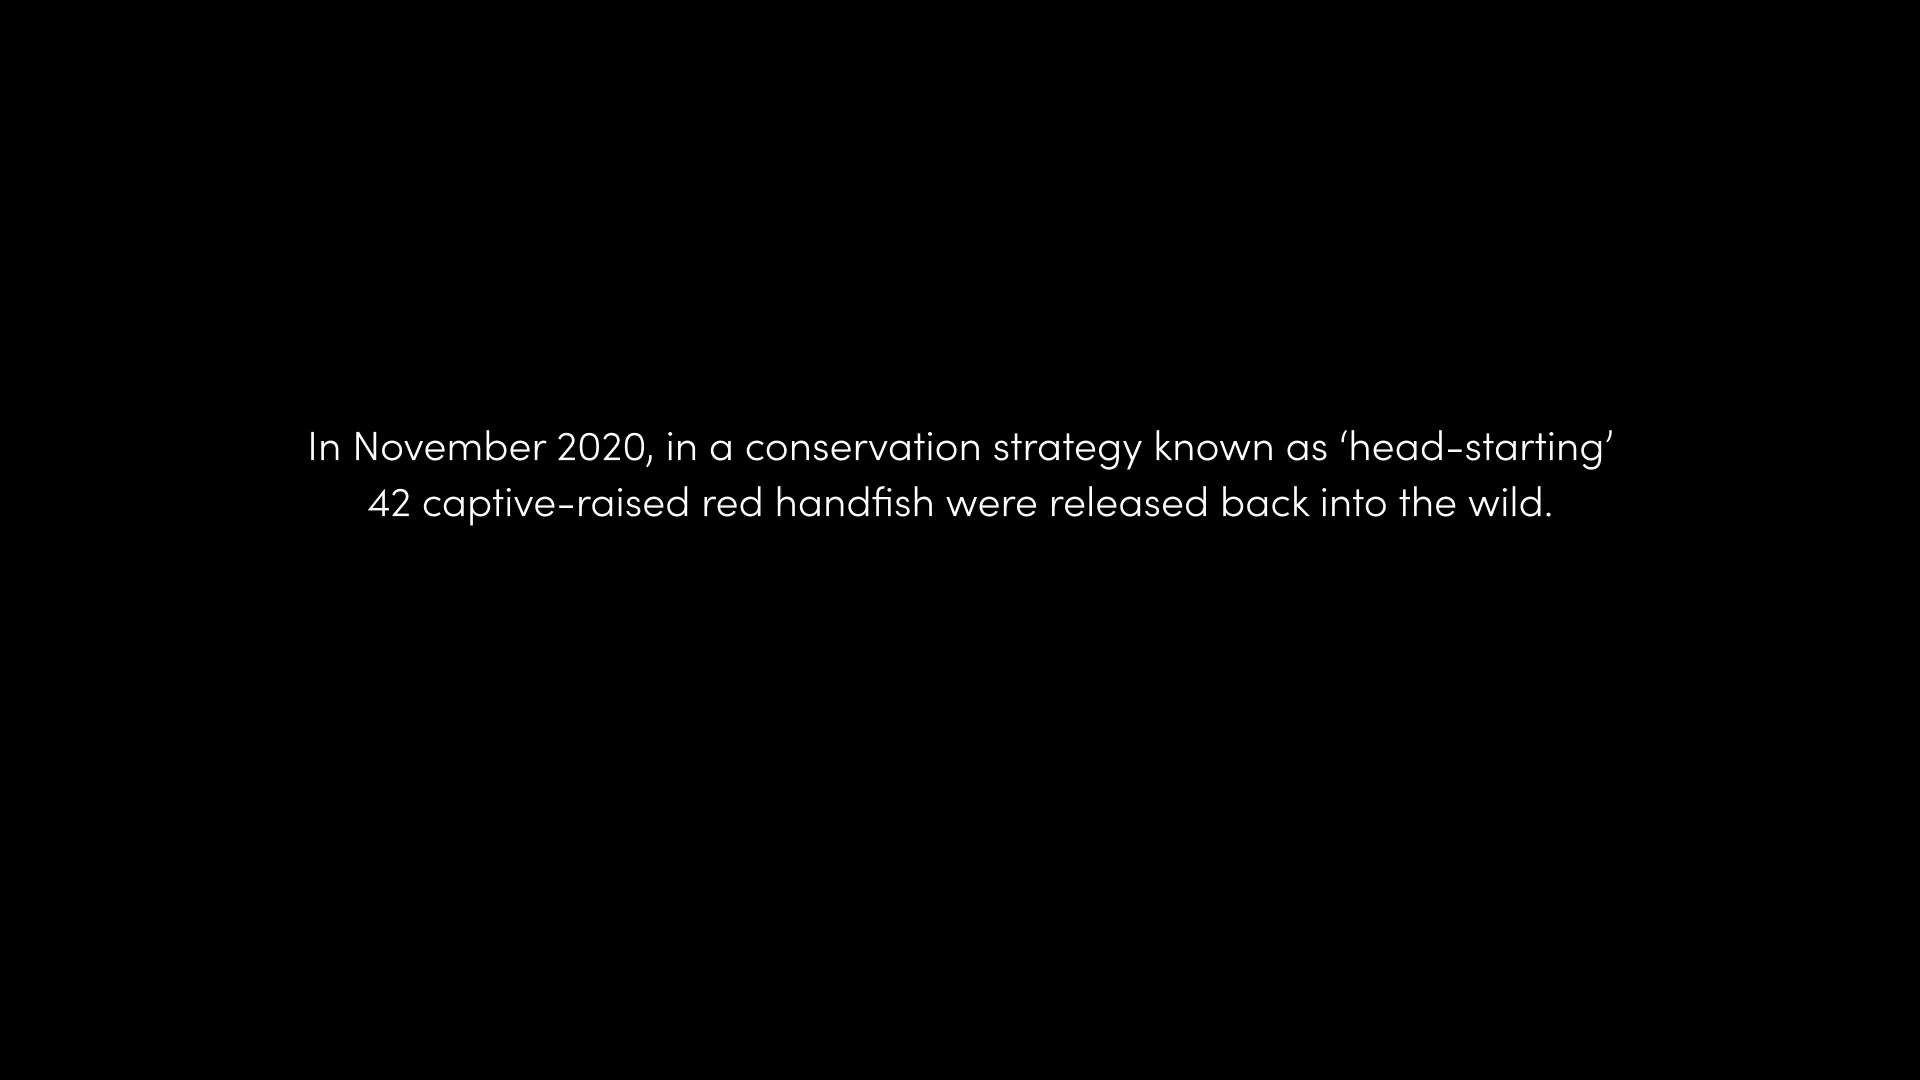 In November 2020, in a conservation strategy known as ‘head-starting’
42 captive-raised red handfish were released back into the wild.